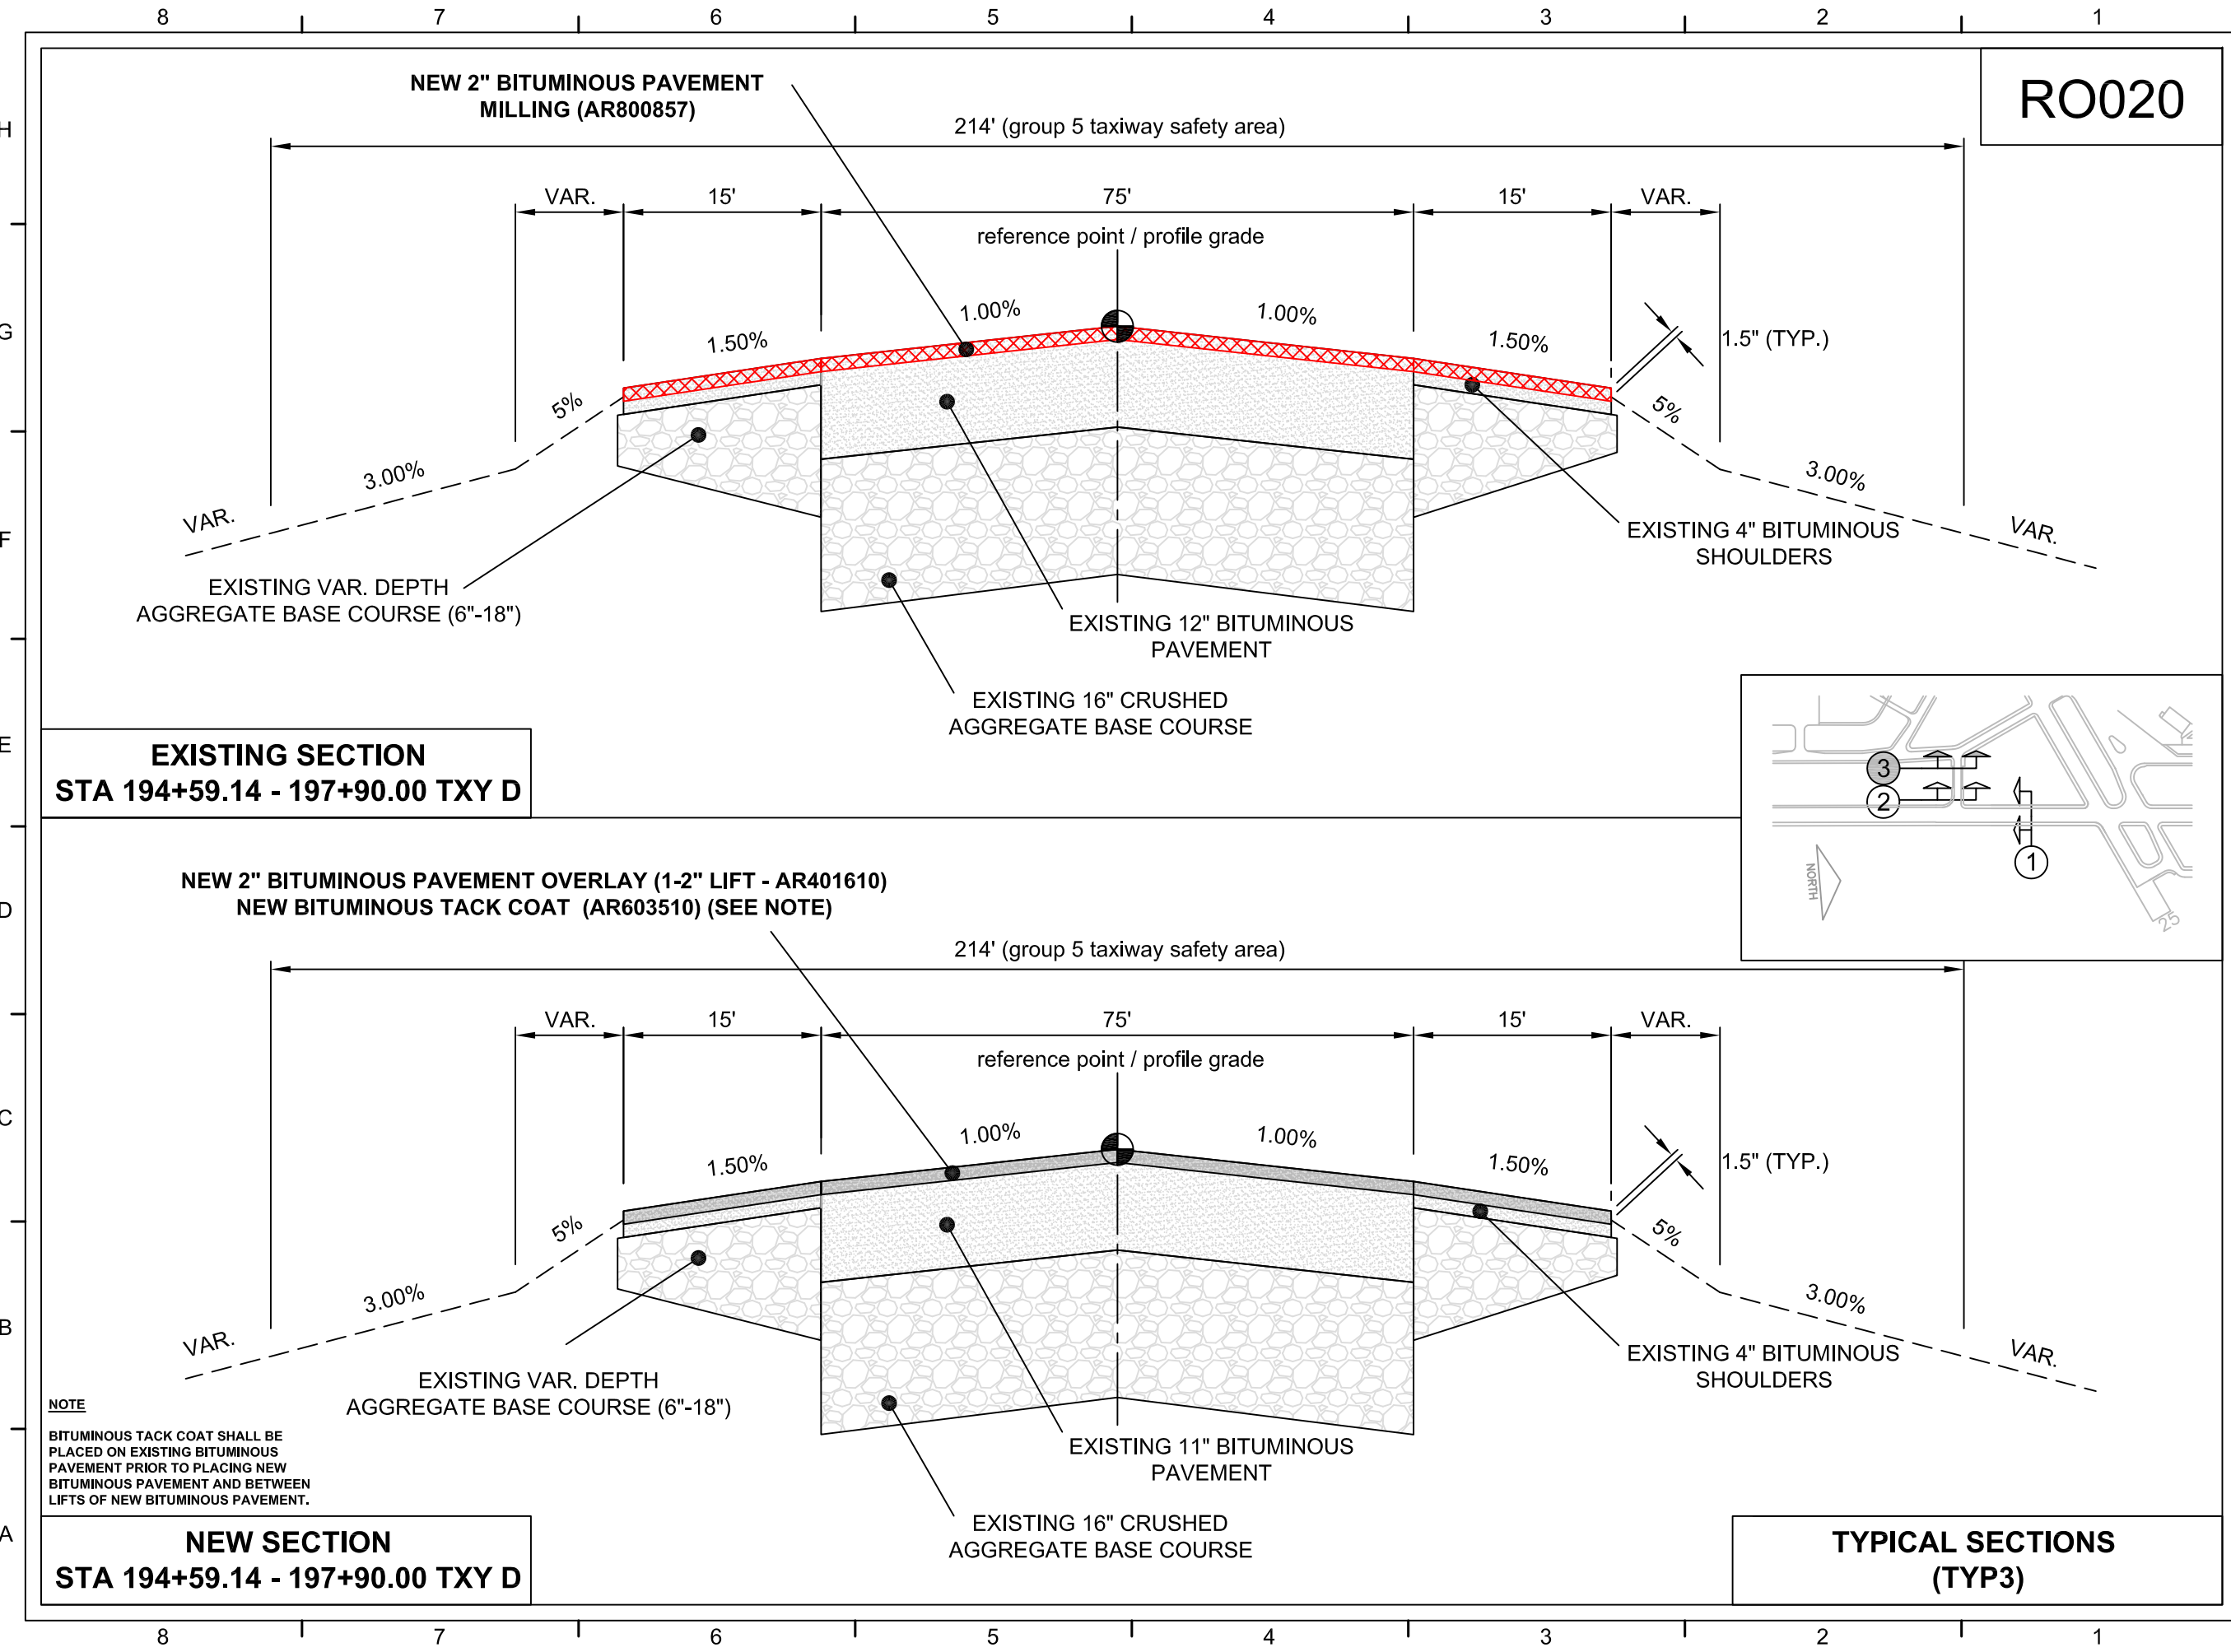 8 7 6 5 4 3 2 1
H
G
F
E
D
C
B
A
RO020
NEW 2" BITUMINOUS PAVEMENT
MILLING (AR800857)
214' (group 5 taxiway safety area)
VAR. 15' 75' 15' VAR.
reference point / profile grade
1.00% 1.00%
1.50% 1.50%
1.5" (TYP.)
5% 5%
3.00% 3.00%
VAR. VAR.
EXISTING 4" BITUMINOUS
SHOULDERS
EXISTING VAR. DEPTH
AGGREGATE BASE COURSE (6"-18")
EXISTING 12" BITUMINOUS
PAVEMENT
EXISTING 16" CRUSHED
AGGREGATE BASE COURSE
EXISTING SECTION
STA 194+59.14 - 197+90.00 TXY D
3
2
1
NORTH
25
NEW 2" BITUMINOUS PAVEMENT OVERLAY (1-2" LIFT - AR401610)
NEW BITUMINOUS TACK COAT (AR603510) (SEE NOTE)
214' (group 5 taxiway safety area)
VAR. 15' 75' 15' VAR.
reference point / profile grade
1.00% 1.00%
1.50% 1.50%
1.5" (TYP.)
5% 5%
3.00% 3.00%
VAR. VAR.
EXISTING 4" BITUMINOUS
SHOULDERS
EXISTING VAR. DEPTH
AGGREGATE BASE COURSE (6"-18")
EXISTING 11" BITUMINOUS
PAVEMENT
EXISTING 16" CRUSHED
AGGREGATE BASE COURSE
NOTE
BITUMINOUS TACK COAT SHALL BE
PLACED ON EXISTING BITUMINOUS
PAVEMENT PRIOR TO PLACING NEW
BITUMINOUS PAVEMENT AND BETWEEN
LIFTS OF NEW BITUMINOUS PAVEMENT.
NEW SECTION
STA 194+59.14 - 197+90.00 TXY D
TYPICAL SECTIONS
(TYP3)
8 7 6 5 4 3 2 1